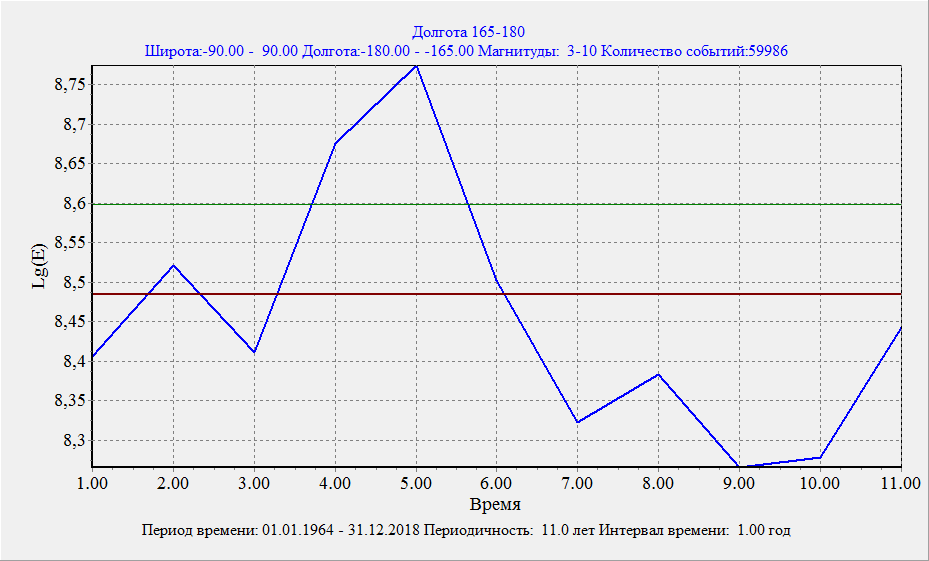 Долгота 165-180
Широта:-90.00 -  90.00 Долгота:-180.00 - -165.00 Магнитуды:  3-10 Количество событий:59986
8,75
8,7
8,65
8,6
8,55
8,5
8,45
8,4
8,35
8,3
Lg(E)
1.00 2.00 3.00 4.00 5.00 6.00 7.00 8.00 9.00 10.00 11.00
Время
Период времени: 01.01.1964 - 31.12.2018 Периодичность:  11.0 лет Интервал времени:  1.00 год